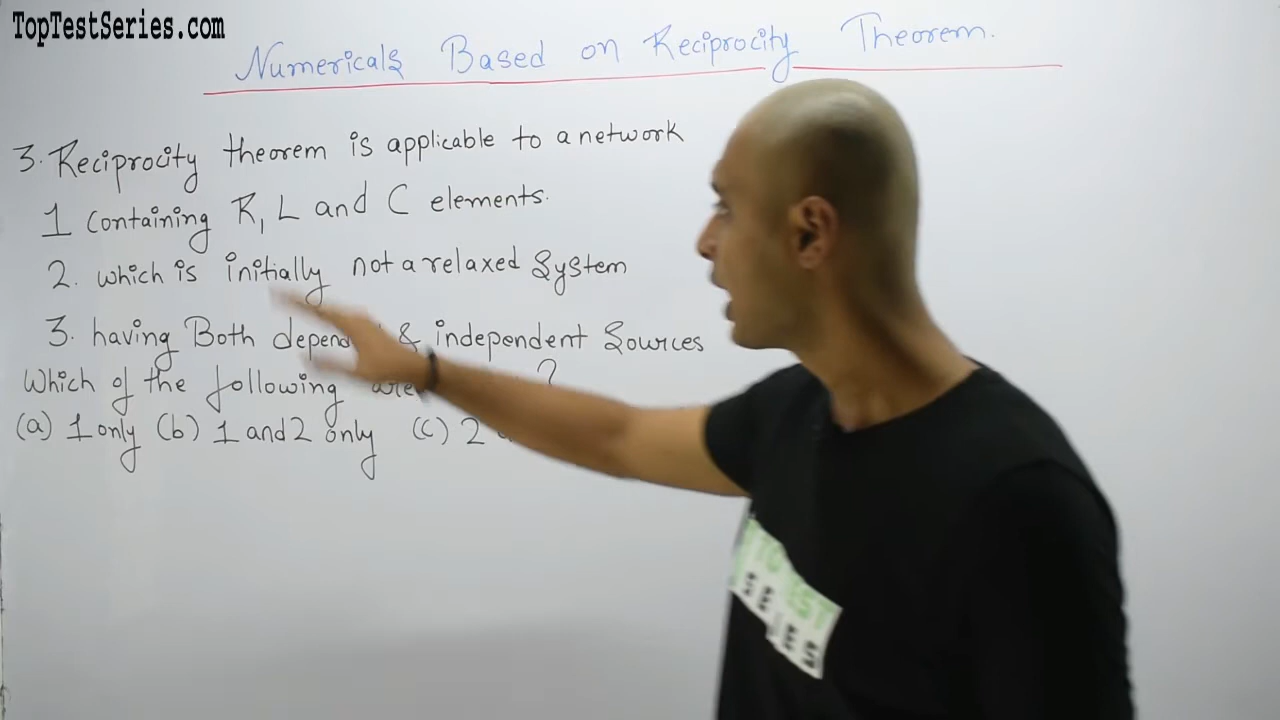 TopTestSeries.com
Numericals Based on Reciprocity Theorem.
3. Reciprocity theorem is applicable to a network
1 containing R, L and C elements.
2. which is initially not a relaxed System
3. having Both depend & independent Sources
Which of the following are ?
(a) 1 only (b) 1 and 2 only (c) 2